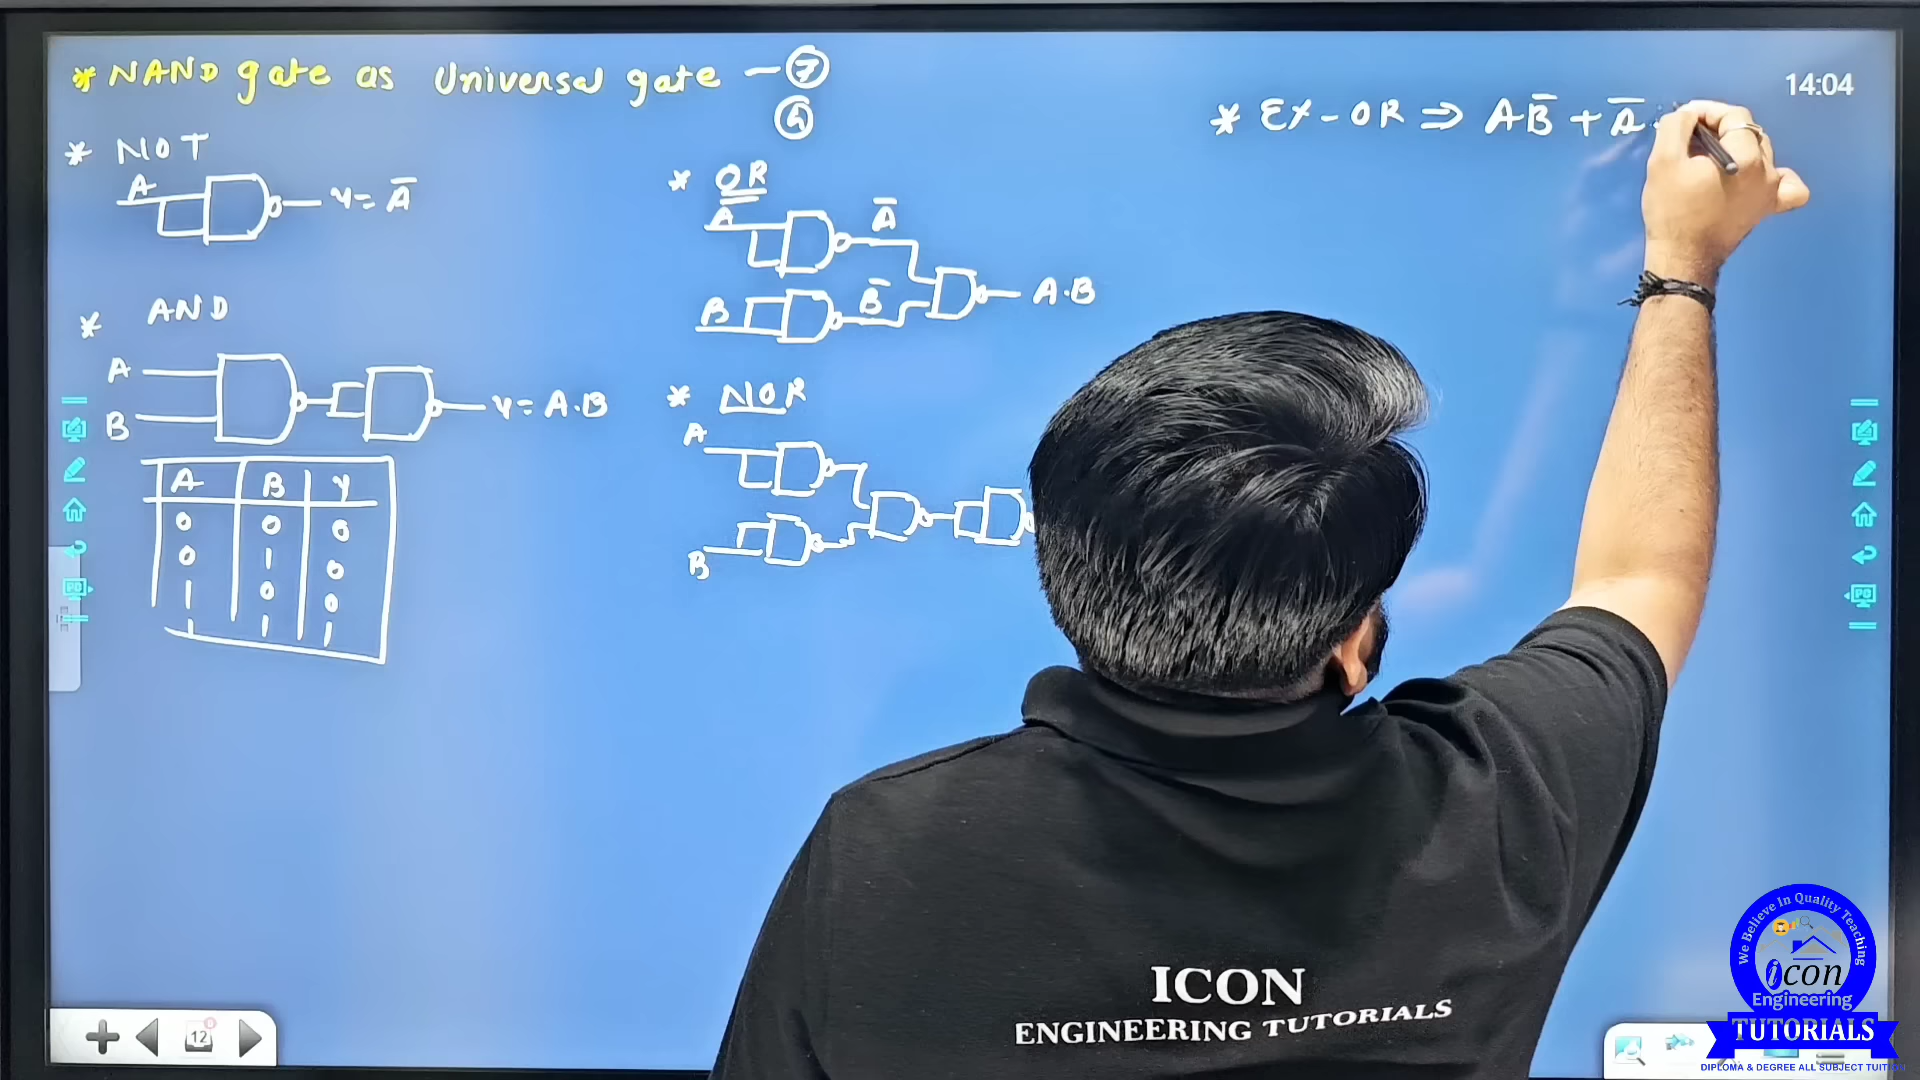 * NAND gate as Universal gate - 7
5
* NOT
A
Y = A̅
* AND
A
B
Y = A.B
A B Y
0 0 0
0 1 0
1 0 0
1 1 1
* OR
A
A̅
B
B̅
A.B
* NOR
A
B
* EX-OR ⇒ AB̅ + A̅
14:04
12
ICON
ENGINEERING TUTORIALS
We Believe In Quality Teaching
icon
Engineering
TUTORIALS
DIPLOMA & DEGREE ALL SUBJECT TUITION